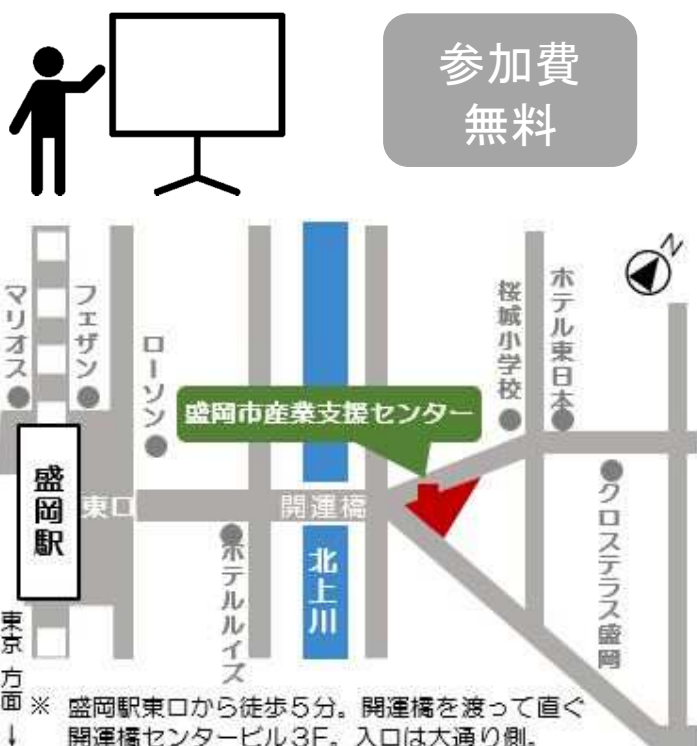 参加費
無料
N
マリオス
フェザン
ローソン
桜城小学校
ホテル東日本
盛岡市産業支援センター
盛岡駅
東口
開運橋
クロステラス盛岡
ホテルルイズ
北上川
東京 方面 ↓
※ 盛岡駅東口から徒歩5分。開運橋を渡って直ぐ
開運橋センタービル3F。入口は大通り側。